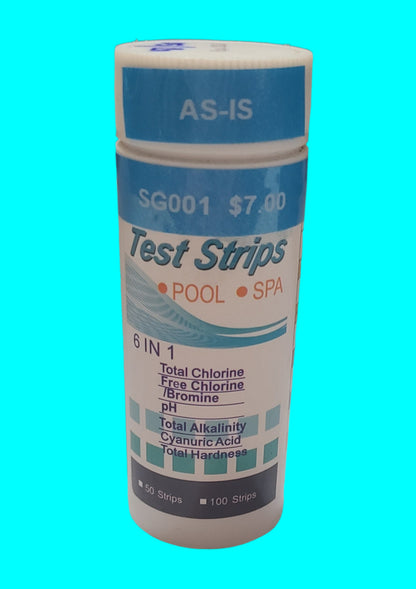 AS-IS
SG001 $7.00
Test Strips
• POOL • SPA
6 IN 1
Total Chlorine
Free Chlorine
/Bromine
pH
Total Alkalinity
Cyanuric Acid
Total Hardness
50 Strips 100 Strips